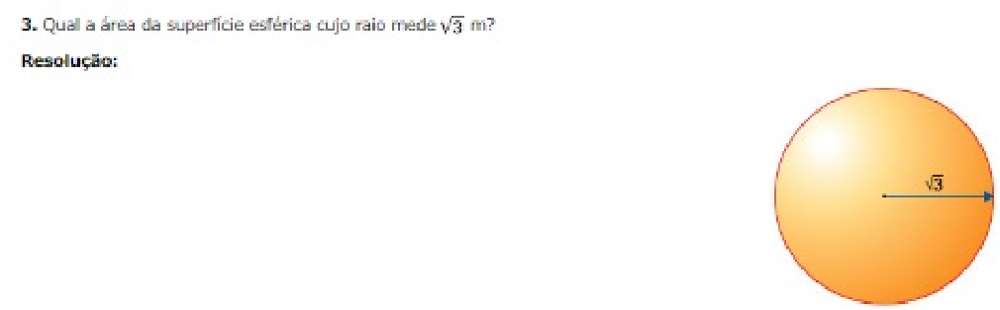 3. Qual a área da superfície esférica cujo raio mede √3 m?
Resolução:
√3